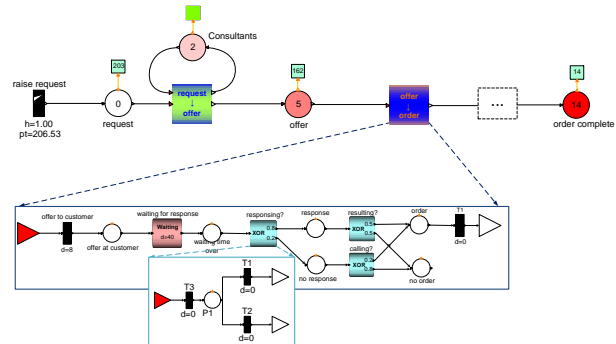 Consultants
2
203
162
14
raise request
h=1.00
pt=206.53
0
request
request
↓
offer
5
offer
offer
↓
order
...
14
order complete
offer to customer
d=8
offer at customer
waiting for response
Waiting
d=40
waiting time
over
responsing?
XOR
0.8
0.2
response
no response
resulting?
XOR
0.5
0.5
calling?
XOR
0.2
0.8
order
no order
T1
d=0
T3
d=0
P1
T1
d=0
T2
d=0